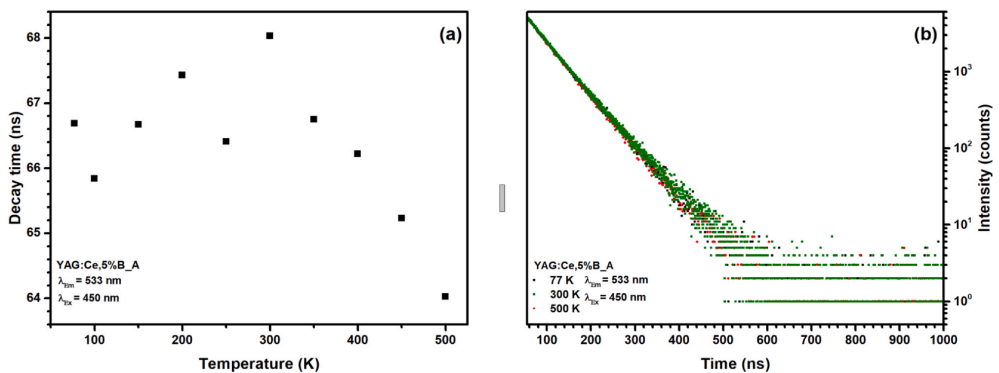 (a)
68
67
66
65
64
Decay time (ns)
YAG:Ce,5%B_A
λEm = 533 nm
λEx = 450 nm
100 200 300 400 500
Temperature (K)
(b)
10³
10²
10¹
10⁰
Intensity (counts)
YAG:Ce,5%B_A
77 K λEm = 533 nm
300 K λEx = 450 nm
500 K
100 200 300 400 500 600 700 800 900 1000
Time (ns)